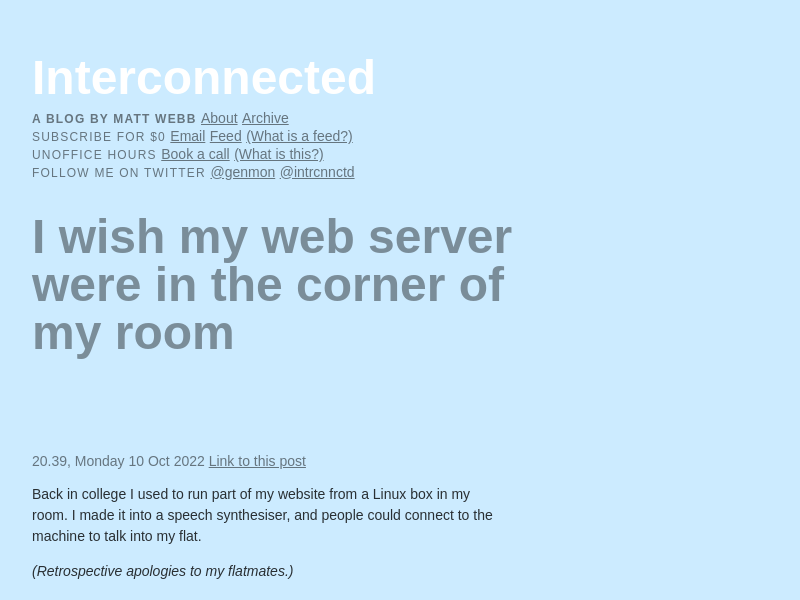 Interconnected
A BLOG BY MATT WEBB About Archive
SUBSCRIBE FOR $0 Email Feed (What is a feed?)
UNOFFICE HOURS Book a call (What is this?)
FOLLOW ME ON TWITTER @genmon @intrcnnctd
I wish my web server
were in the corner of
my room
20.39, Monday 10 Oct 2022 Link to this post
Back in college I used to run part of my website from a Linux box in my
room. I made it into a speech synthesiser, and people could connect to the
machine to talk into my flat.
(Retrospective apologies to my flatmates.)